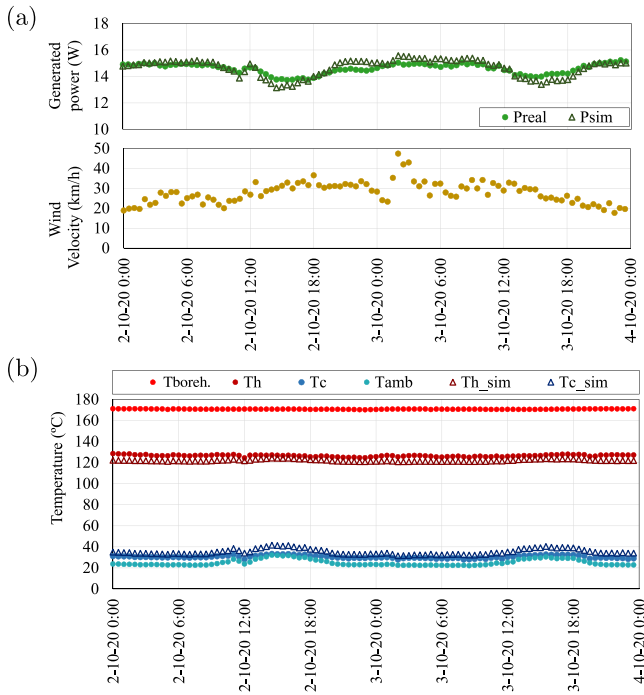 (a)
Generated
power (W)
18
16
14
12
10
Preal
Psim
Wind
Velocity (km/h)
50
40
30
20
10
0
2-10-20 0:00
2-10-20 6:00
2-10-20 12:00
2-10-20 18:00
3-10-20 0:00
3-10-20 6:00
3-10-20 12:00
3-10-20 18:00
4-10-20 0:00
(b)
Tboreh.
Th
Tc
Tamb
Th_sim
Tc_sim
Temperature (ºC)
180
160
140
120
100
80
60
40
20
0
2-10-20 0:00
2-10-20 6:00
2-10-20 12:00
2-10-20 18:00
3-10-20 0:00
3-10-20 6:00
3-10-20 12:00
3-10-20 18:00
4-10-20 0:00